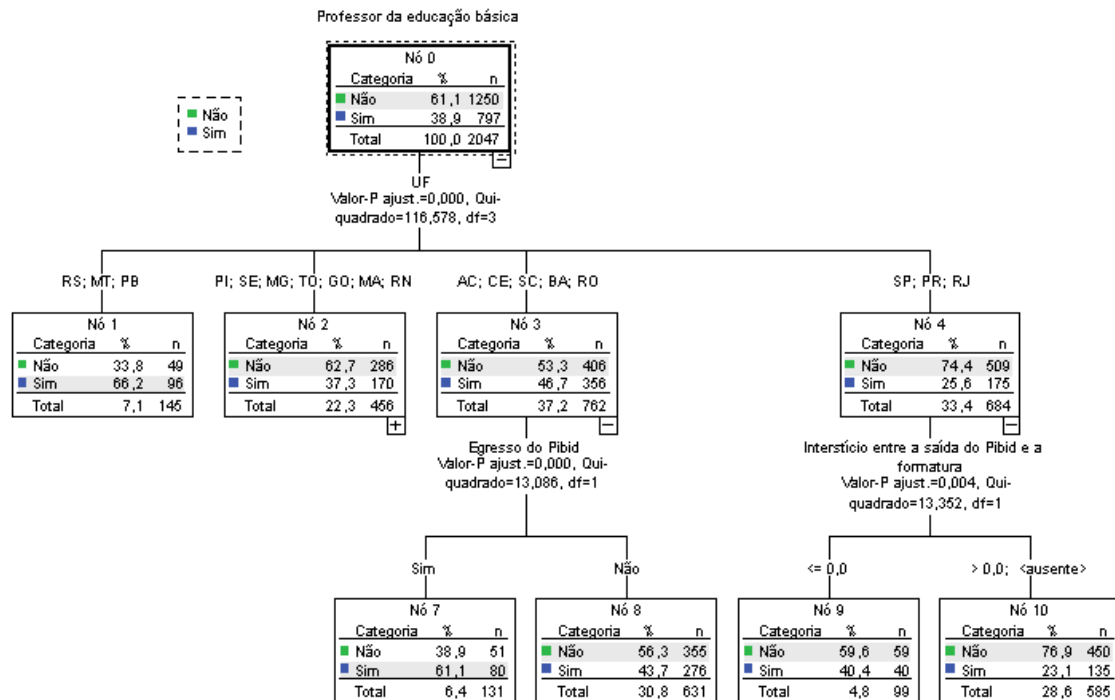 Professor da educação básica
Nó 0
Categoria % n
Não 61,1 1250
Sim 38,9 797
Total 100,0 2047
Não
Sim
UF
Valor-P ajust.=0,000, Qui-
quadrado=116,578, df=3
RS; MT; PB
PI; SE; MG; TO; GO; MA; RN
AC; CE; SC; BA; RO
SP; PR; RJ
Nó 1
Categoria % n
Não 33,8 49
Sim 66,2 96
Total 7,1 145
Nó 2
Categoria % n
Não 62,7 286
Sim 37,3 170
Total 22,3 456
Nó 3
Categoria % n
Não 53,3 406
Sim 46,7 356
Total 37,2 762
Nó 4
Categoria % n
Não 74,4 509
Sim 25,6 175
Total 33,4 684
Egresso do Pibid
Valor-P ajust.=0,000, Qui-
quadrado=13,086, df=1
Interstício entre a saída do Pibid e a
formatura
Valor-P ajust.=0,004, Qui-
quadrado=13,352, df=1
Sim
Não
<= 0,0
> 0,0; <ausente>
Nó 7
Categoria % n
Não 38,9 51
Sim 61,1 80
Total 6,4 131
Nó 8
Categoria % n
Não 56,3 355
Sim 43,7 276
Total 30,8 631
Nó 9
Categoria % n
Não 59,6 59
Sim 40,4 40
Total 4,8 99
Nó 10
Categoria % n
Não 76,9 450
Sim 23,1 135
Total 28,6 585